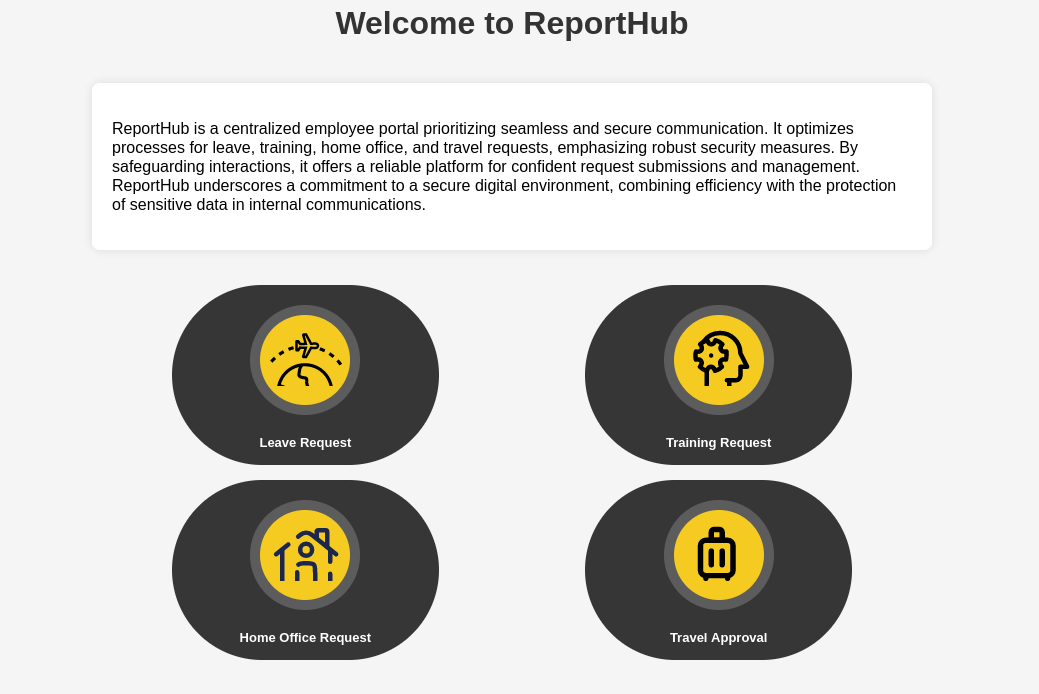 Welcome to ReportHub
ReportHub is a centralized employee portal prioritizing seamless and secure communication. It optimizes
processes for leave, training, home office, and travel requests, emphasizing robust security measures. By
safeguarding interactions, it offers a reliable platform for confident request submissions and management.
ReportHub underscores a commitment to a secure digital environment, combining efficiency with the protection
of sensitive data in internal communications.
Leave Request
Training Request
Home Office Request
Travel Approval